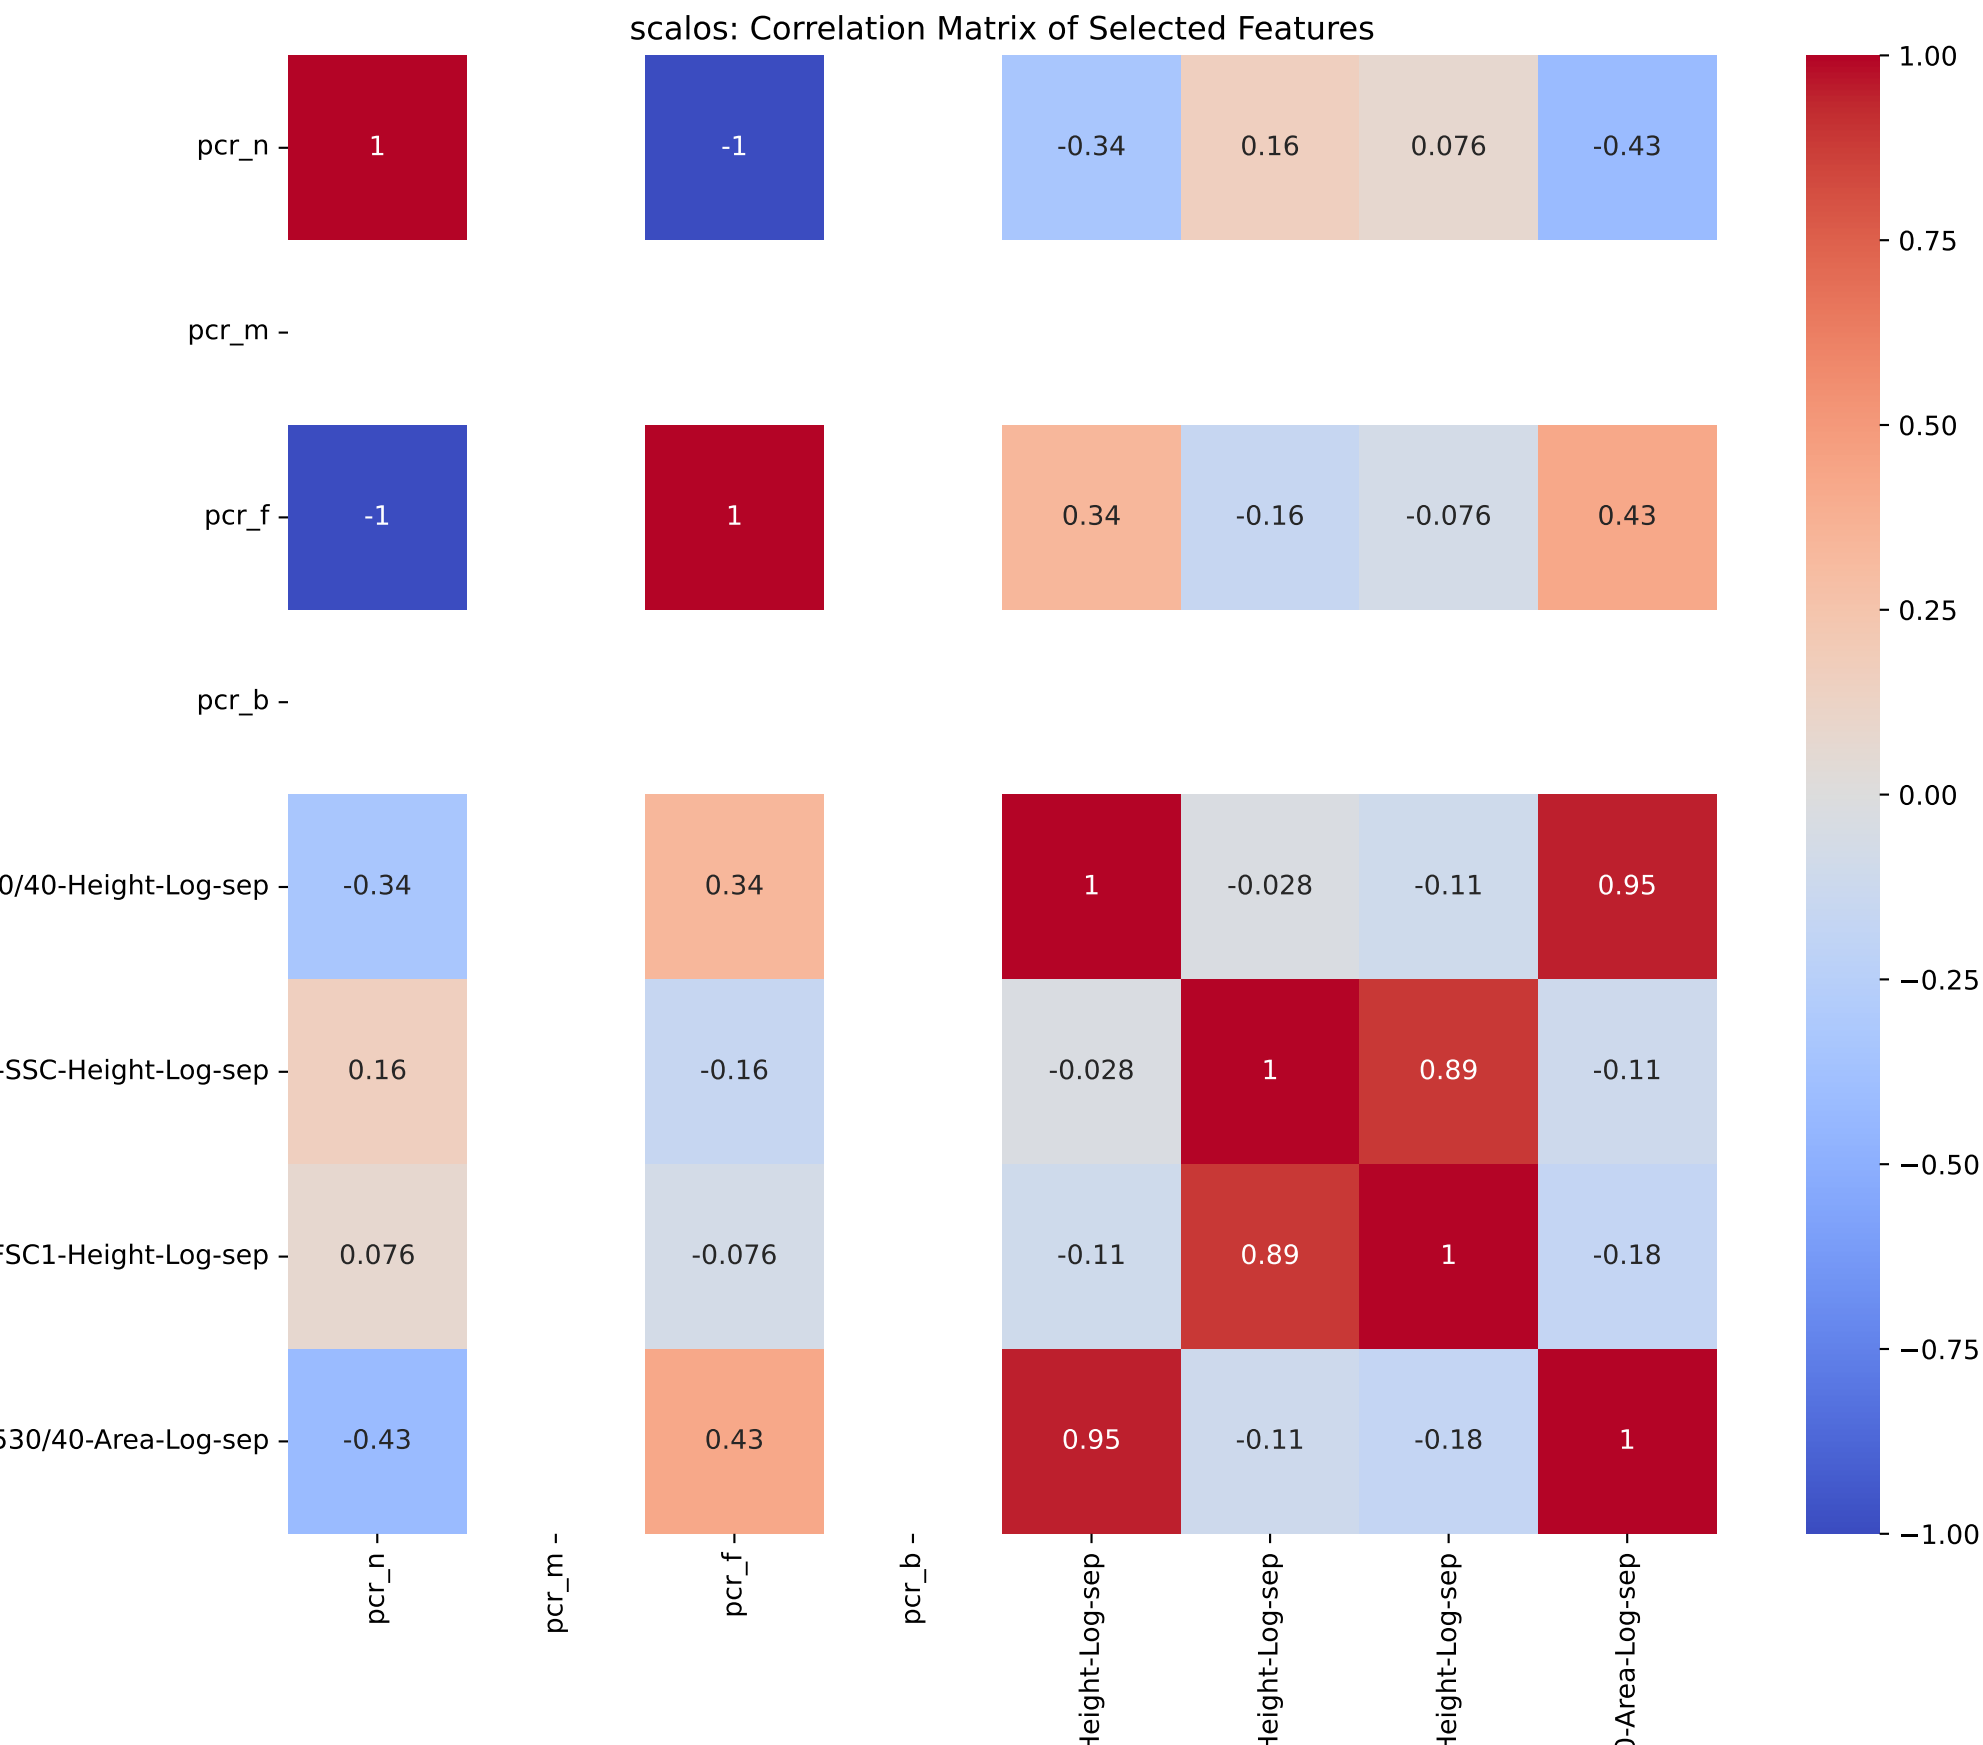 scalos: Correlation Matrix of Selected Features
pcr_n 1 -1 -0.34 0.16 0.076 -0.43
pcr_m
pcr_f -1 1 0.34 -0.16 -0.076 0.43
pcr_b
0/40-Height-Log-sep -0.34 0.34 1 -0.028 -0.11 0.95
-SSC-Height-Log-sep 0.16 -0.16 -0.028 1 0.89 -0.11
FSC1-Height-Log-sep 0.076 -0.076 -0.11 0.89 1 -0.18
530/40-Area-Log-sep -0.43 0.43 0.95 -0.11 -0.18 1
pcr_n
pcr_m
pcr_f
pcr_b
Height-Log-sep
Height-Log-sep
Height-Log-sep
0-Area-Log-sep
1.00
0.75
0.50
0.25
0.00
−0.25
−0.50
−0.75
−1.00